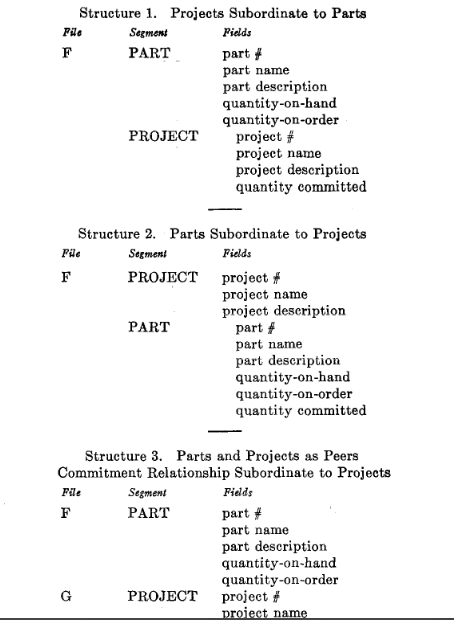 Structure 1. Projects Subordinate to Parts
File Segment Fields
F PART part #
part name
part description
quantity-on-hand
quantity-on-order
PROJECT project #
project name
project description
quantity committed
Structure 2. Parts Subordinate to Projects
File Segment Fields
F PROJECT project #
project name
project description
PART part #
part name
part description
quantity-on-hand
quantity-on-order
quantity committed
Structure 3. Parts and Projects as Peers
Commitment Relationship Subordinate to Projects
File Segment Fields
F PART part #
part name
part description
quantity-on-hand
quantity-on-order
G PROJECT project #
project name